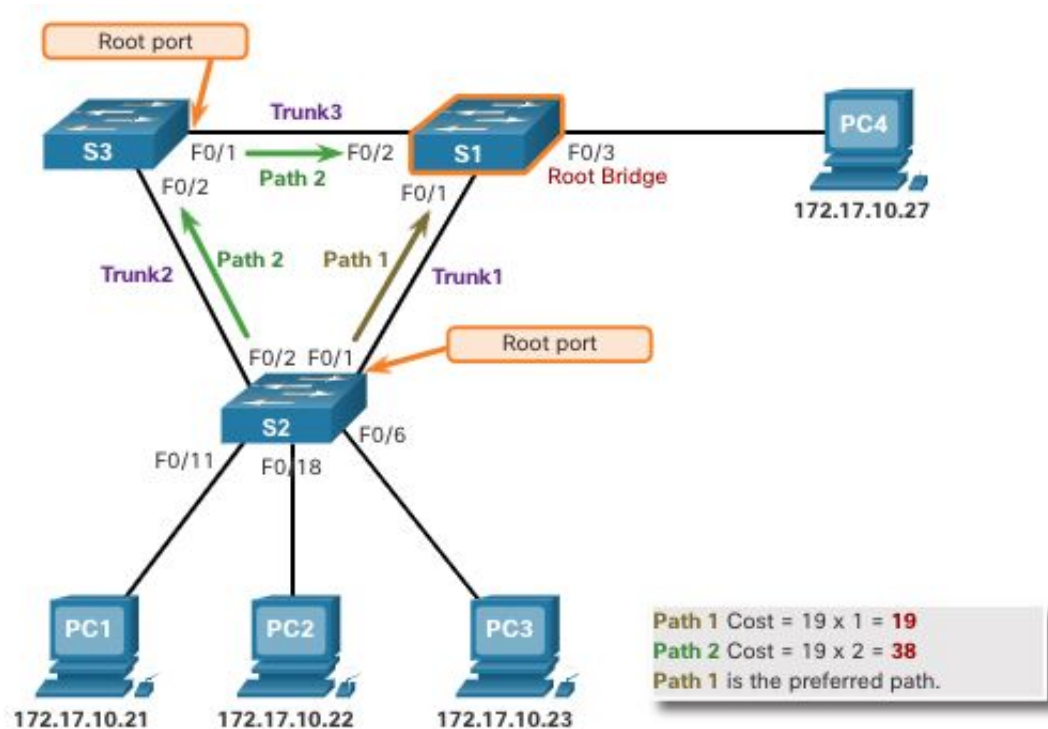 Root port
Trunk3
S3
F0/1
F0/2
S1
Path 2
F0/3
Root Bridge
PC4
172.17.10.27
F0/2
F0/1
Path 2
Path 1
Trunk2
Trunk1
Root port
F0/2
F0/1
S2
F0/6
F0/11
F0/18
PC1
PC2
PC3
172.17.10.21
172.17.10.22
172.17.10.23
Path 1 Cost = 19 x 1 = 19
Path 2 Cost = 19 x 2 = 38
Path 1 is the preferred path.